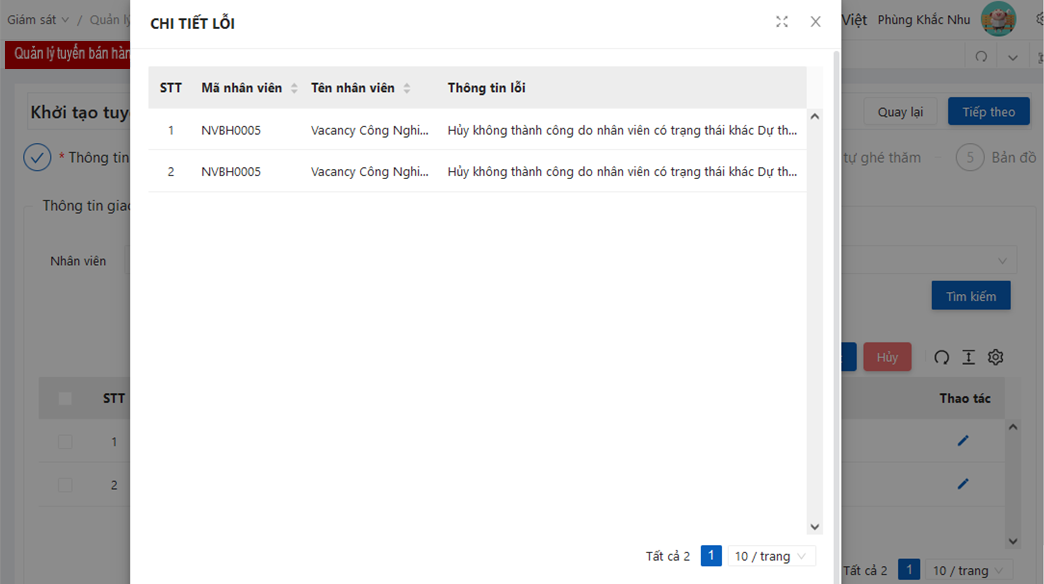 Giám sát / Quản lý
Việt Phùng Khắc Nhu
Quản lý tuyến bán hàn
CHI TIẾT LỖI
STT Mã nhân viên Tên nhân viên Thông tin lỗi
1 NVBH0005 Vacancy Công Nghi... Hủy không thành công do nhân viên có trạng thái khác Dự th...
2 NVBH0005 Vacancy Công Nghi... Hủy không thành công do nhân viên có trạng thái khác Dự th...
Tất cả 2 1 10 / trang
Khởi tạo tuy
Quay lại Tiếp theo
* Thông tin
tự ghé thăm 5 Bản đồ
Thông tin giao
Nhân viên
Tìm kiếm
Hủy
STT Thao tác
1
2
Tất cả 2 1 10 / trang